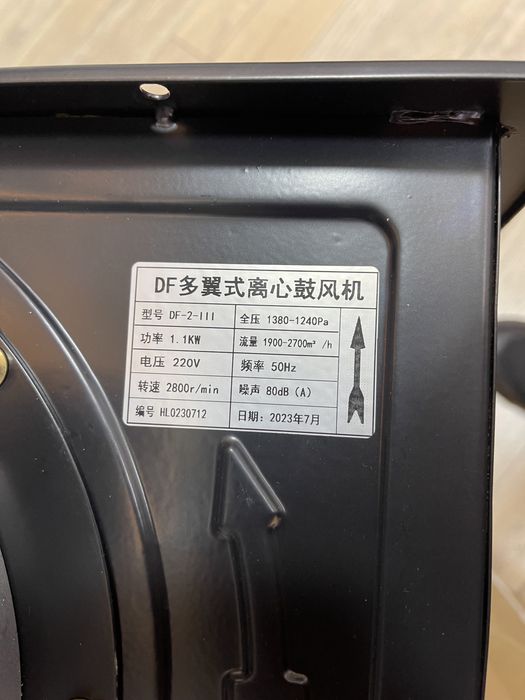 DF多翼式离心鼓风机
型号 DF-2-III 全压 1380-1240Pa
功率 1.1KW 流量 1900-2700m³ /h
电压 220V 频率 50Hz
转速 2800r/min 噪声 80dB（A）
编号 HL0230712 日期: 2023年7月